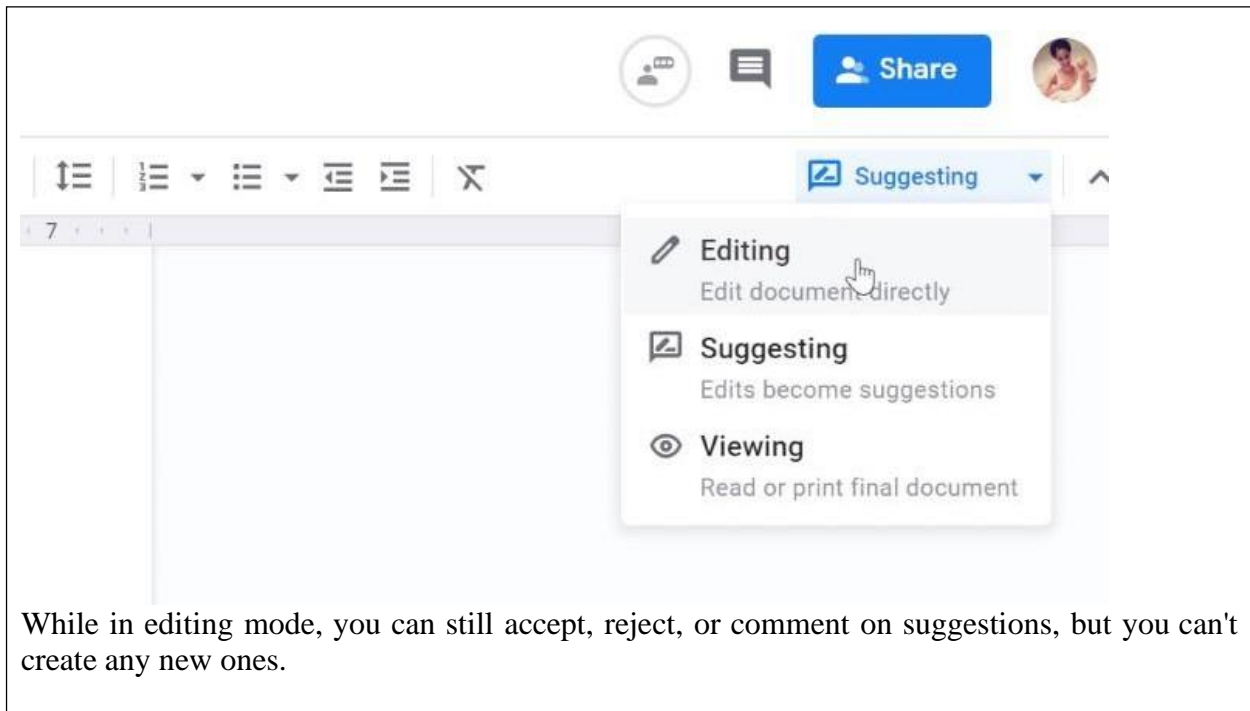 Share
Suggesting
7
Editing
Edit document directly
Suggesting
Edits become suggestions
Viewing
Read or print final document
While in editing mode, you can still accept, reject, or comment on suggestions, but you can't
create any new ones.